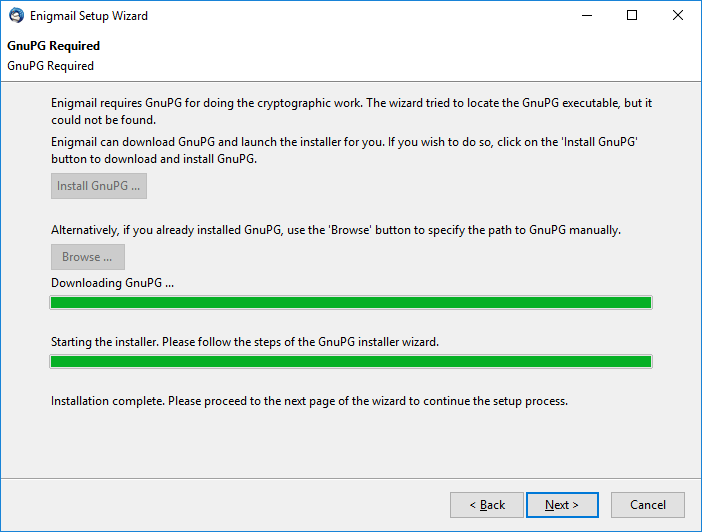 Enigmail Setup Wizard
GnuPG Required
GnuPG Required
Enigmail requires GnuPG for doing the cryptographic work. The wizard tried to locate the GnuPG executable, but it
could not be found.
Enigmail can download GnuPG and launch the installer for you. If you wish to do so, click on the 'Install GnuPG'
button to download and install GnuPG.
Install GnuPG ...
Alternatively, if you already installed GnuPG, use the 'Browse' button to specify the path to GnuPG manually.
Browse ...
Downloading GnuPG ...
Starting the installer. Please follow the steps of the GnuPG installer wizard.
Installation complete. Please proceed to the next page of the wizard to continue the setup process.
< Back Next > Cancel